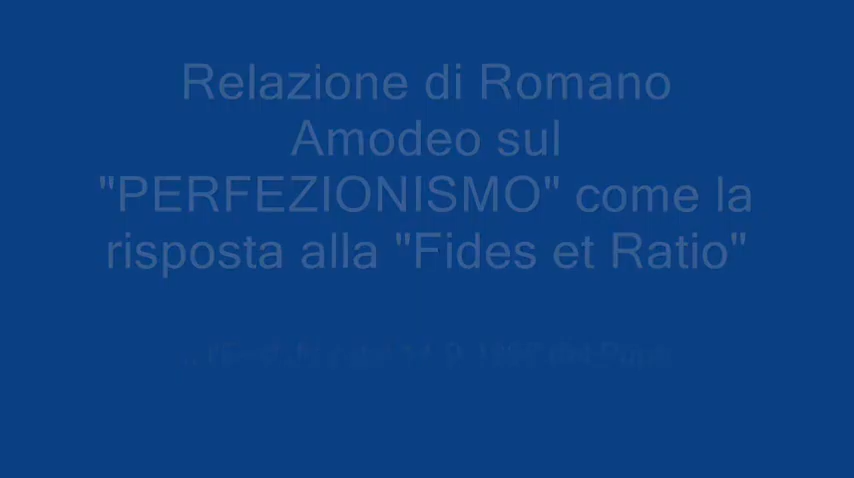 Relazione di Romano
Amodeo sul
"PERFEZIONISMO" come la
risposta alla "Fides et Ratio"